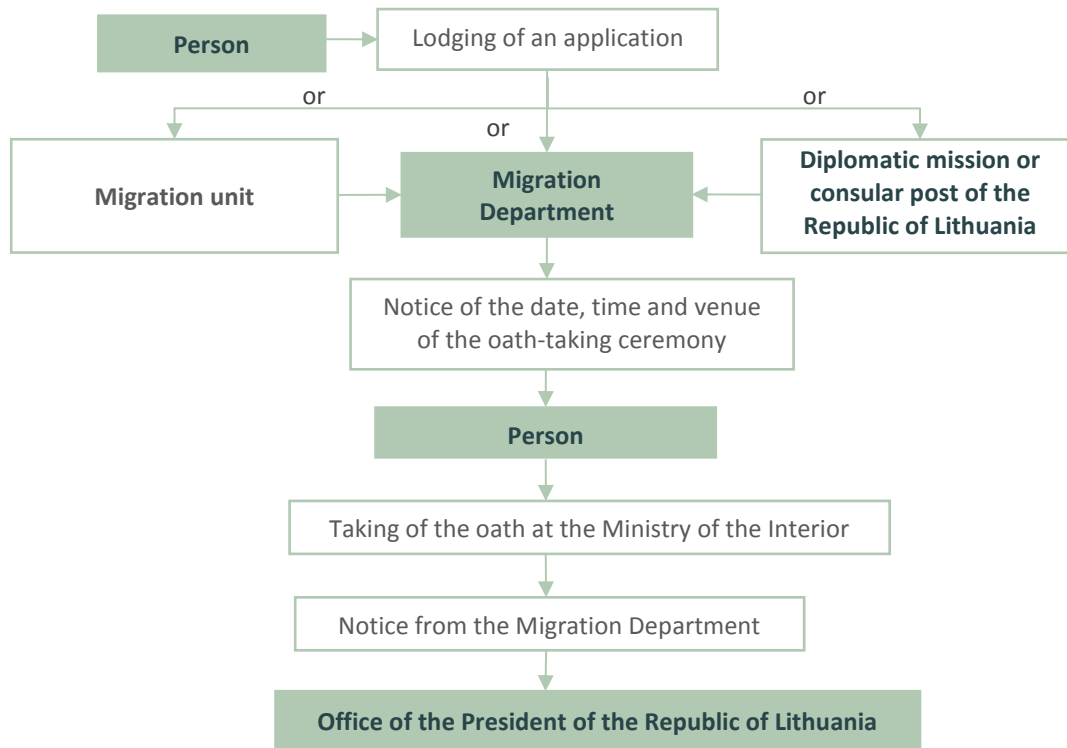 Person
Lodging of an application
or
or
or
Migration unit
Migration
Department
Diplomatic mission or
consular post of the
Republic of Lithuania
Notice of the date, time and venue
of the oath-taking ceremony
Person
Taking of the oath at the Ministry of the Interior
Notice from the Migration Department
Office of the President of the Republic of Lithuania